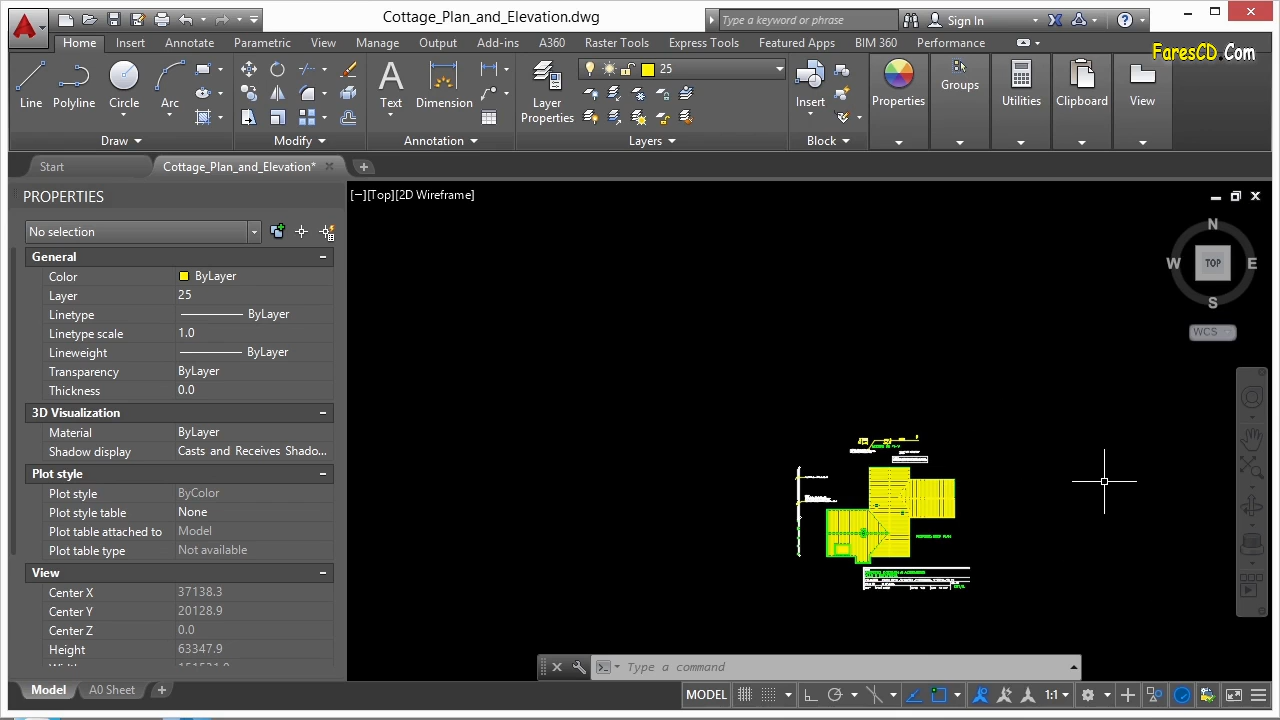 Cottage_Plan_and_Elevation.dwg
Type a keyword or phrase
Sign In
Home Insert Annotate Parametric View Manage Output Add-ins A360 Raster Tools Express Tools Featured Apps BIM 360 Performance
FaresCD.Com
25
Line Polyline Circle Arc Text Dimension Layer Properties Insert Properties Groups Utilities Clipboard View
Draw Modify Annotation Layers Block
Start Cottage_Plan_and_Elevation*
PROPERTIES
[−][Top][2D Wireframe]
No selection
General
Color ByLayer
Layer 25
Linetype ByLayer
Linetype scale 1.0
Lineweight ByLayer
Transparency ByLayer
Thickness 0.0
3D Visualization
Material ByLayer
Shadow display Casts and Receives Shado...
Plot style
Plot style ByColor
Plot style table None
Plot table attached to Model
Plot table type Not available
View
Center X 37138.3
Center Y 20128.9
Center Z 0.0
Height 63347.9
N
W TOP E
S
WCS
Type a command
Model A0 Sheet
MODEL 1:1